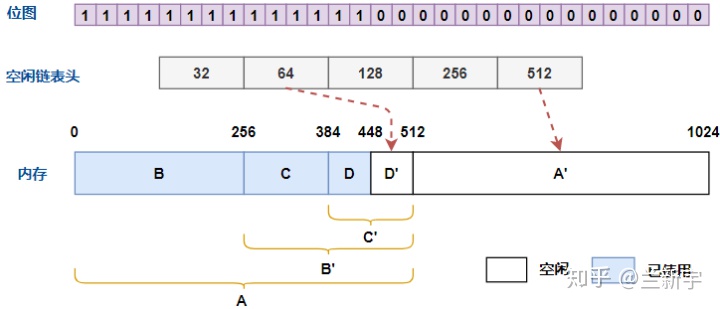 位图 1 1 1 1 1 1 1 1 1 1 1 1 1 1 0 0 0 0 0 0 0 0 0 0 0 0 0 0 0 0
空闲链表头 32 64 128 256 512
0 256 384 448 512 1024
内存 B C D D' A'
C'
B'
A
空闲 已使用
知乎 @兰新宇